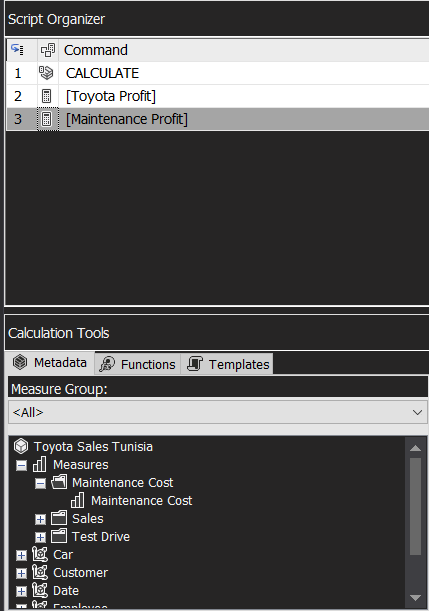 Script Organizer
Command
1 CALCULATE
2 [Toyota Profit]
3 [Maintenance Profit]
Calculation Tools
Metadata Functions Templates
Measure Group:
<All>
Toyota Sales Tunisia
Measures
Maintenance Cost
Maintenance Cost
Sales
Test Drive
Car
Customer
Date
Employee